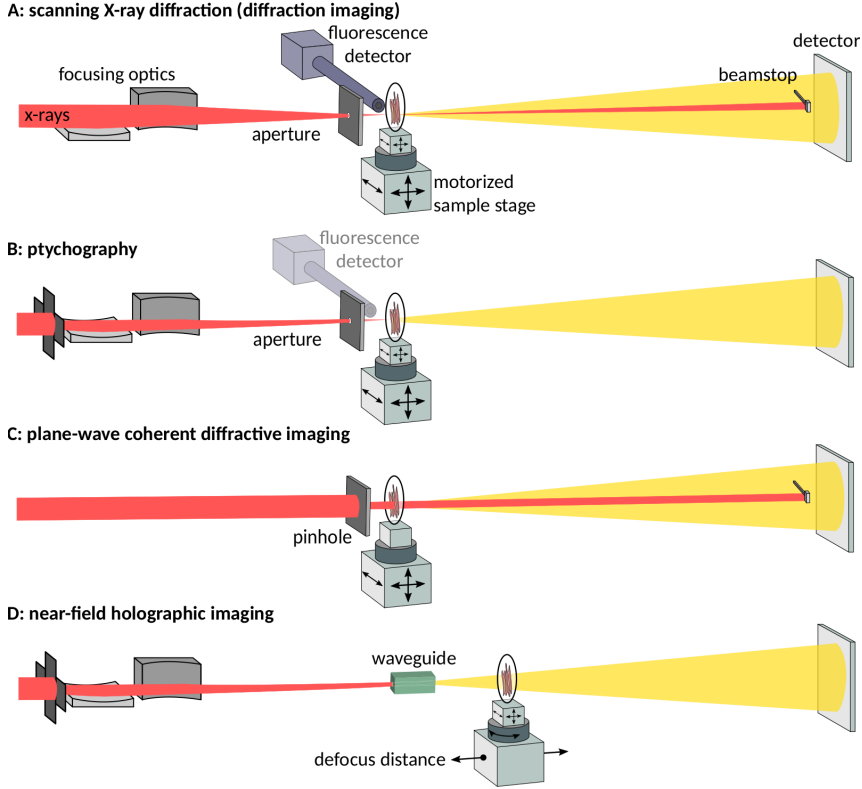 A: scanning X-ray diffraction (diffraction imaging)
fluorescence
detector
detector
focusing optics
beamstop
x-rays
aperture
motorized
sample stage
B: ptychography
fluorescence
detector
aperture
C: plane-wave coherent diffractive imaging
pinhole
D: near-field holographic imaging
waveguide
defocus distance